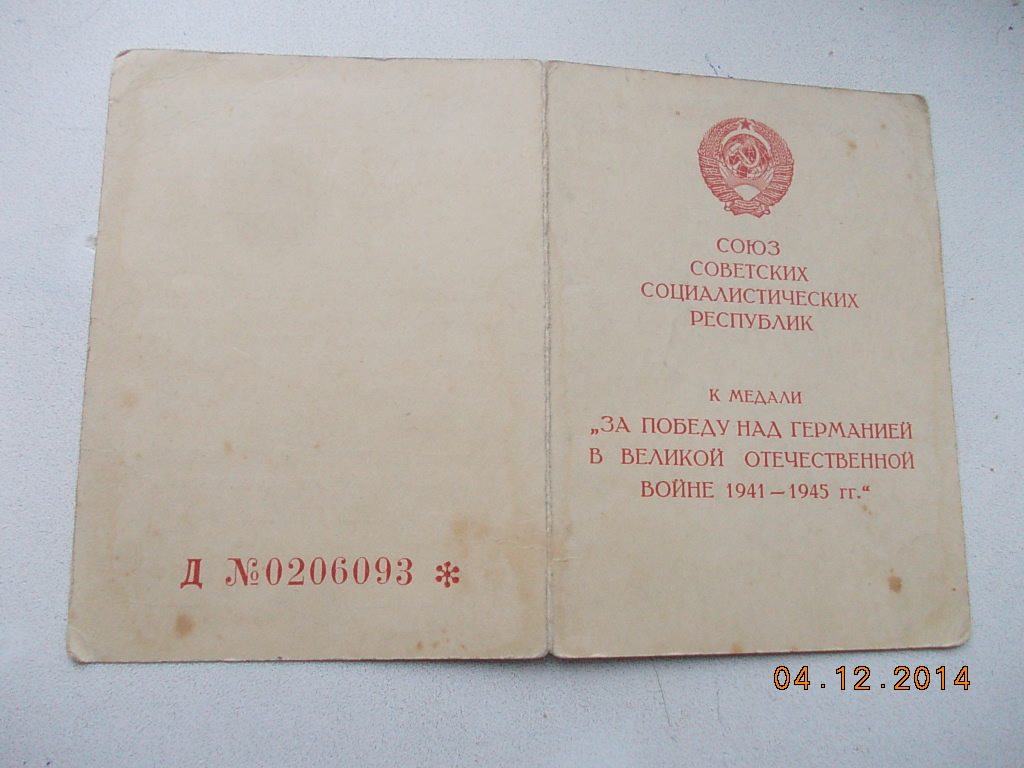 Д №0206093 *
СОЮЗ
СОВЕТСКИХ
СОЦИАЛИСТИЧЕСКИХ
РЕСПУБЛИК
К МЕДАЛИ
„ЗА ПОБЕДУ НАД ГЕРМАНИЕЙ
В ВЕЛИКОЙ ОТЕЧЕСТВЕННОЙ
ВОЙНЕ 1941—1945 гг.“
04.12.2014